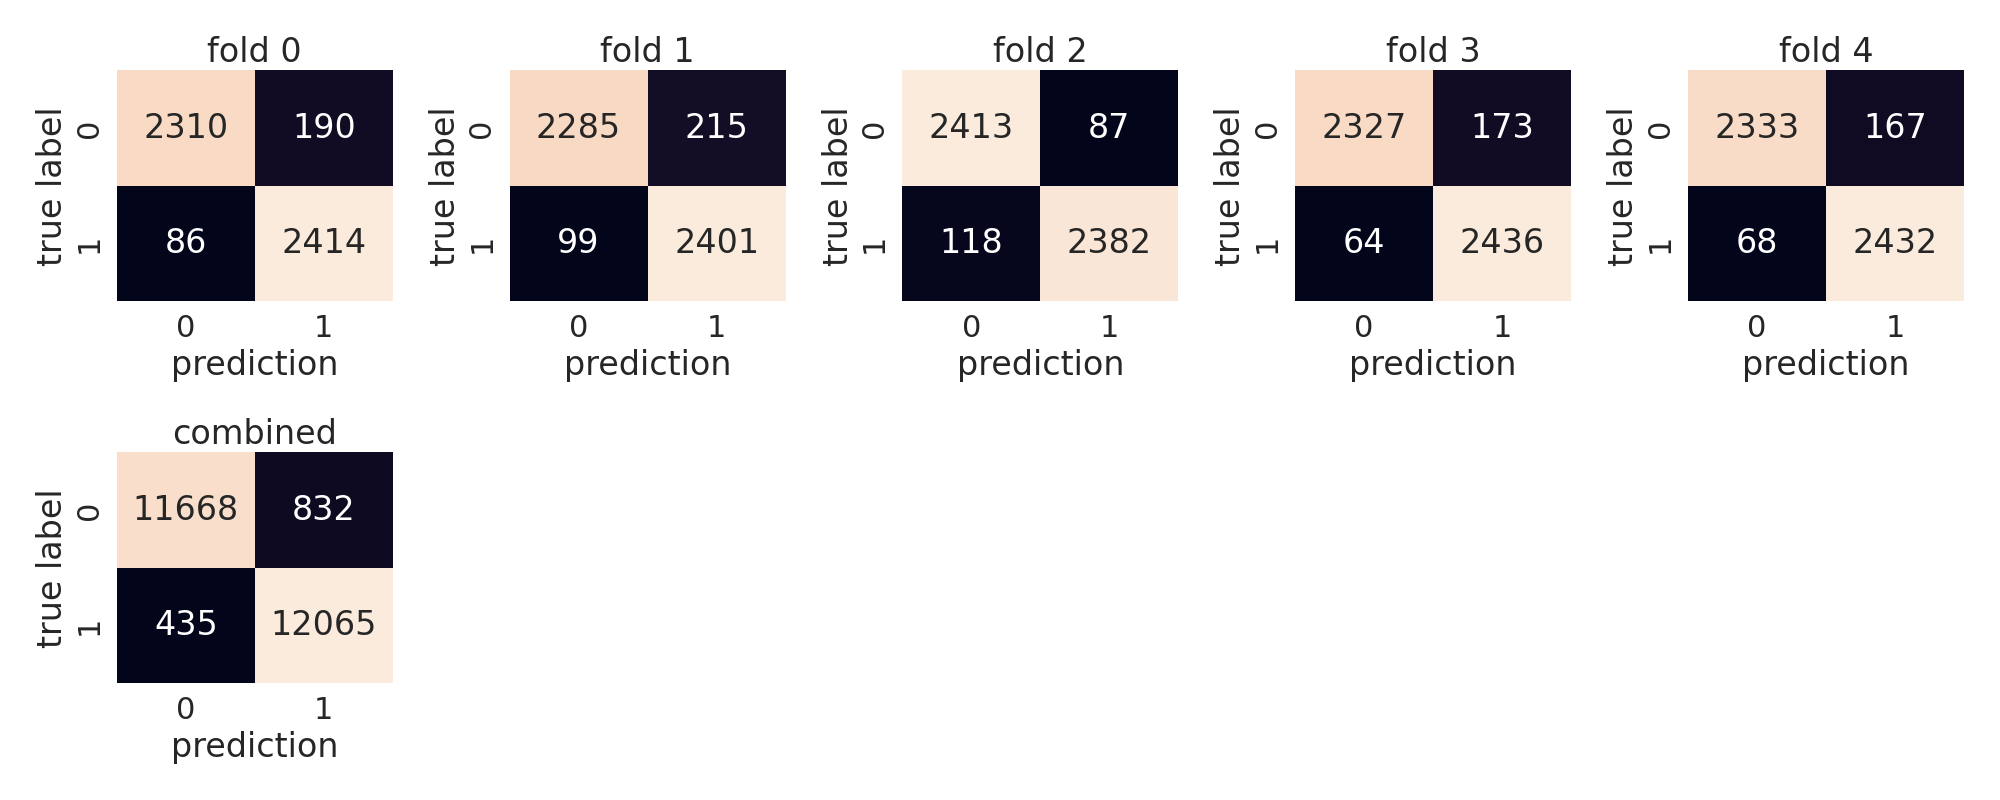 fold 0
true label
0
2310 190
1
86 2414
0 1
prediction
fold 1
true label
0
2285 215
1
99 2401
0 1
prediction
fold 2
true label
0
2413 87
1
118 2382
0 1
prediction
fold 3
true label
0
2327 173
1
64 2436
0 1
prediction
fold 4
true label
0
2333 167
1
68 2432
0 1
prediction
combined
true label
0
11668 832
1
435 12065
0 1
prediction